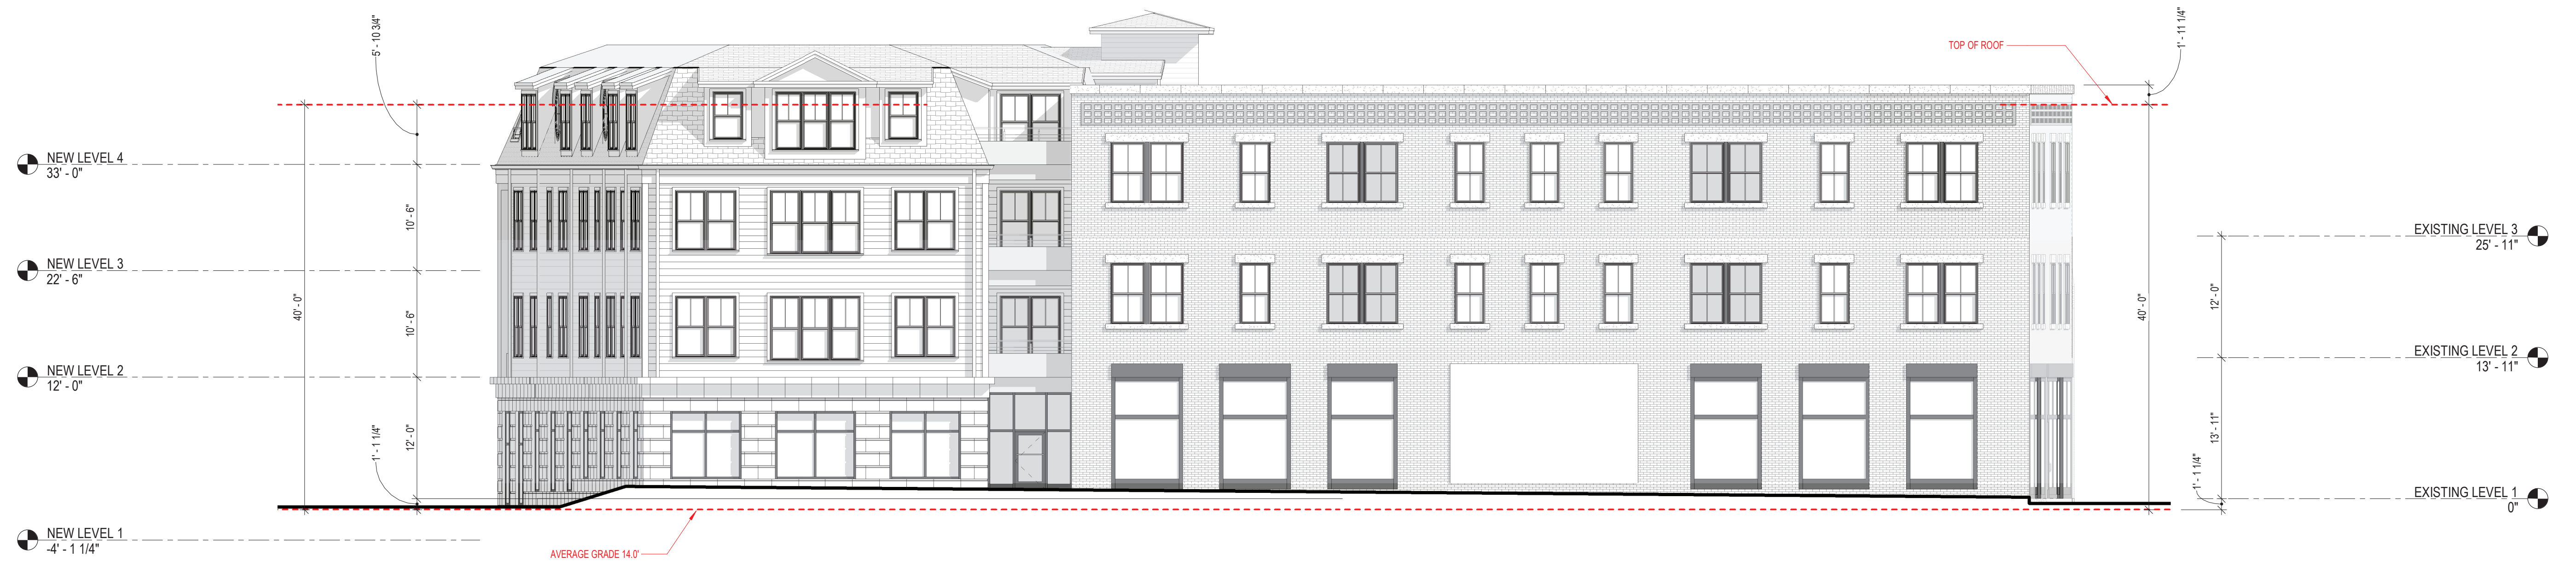 5' - 10 3/4"
1' - 11 1/4"
TOP OF ROOF
NEW LEVEL 4
33' - 0"
10' - 6"
EXISTING LEVEL 3
25' - 11"
NEW LEVEL 3
22' - 6"
40' - 0"
10' - 6"
12' - 0"
40' - 0"
EXISTING LEVEL 2
13' - 11"
NEW LEVEL 2
12' - 0"
1' - 1 1/4"
12' - 0"
13' - 11"
1' - 1 1/4"
EXISTING LEVEL 1
0"
NEW LEVEL 1
-4' - 1 1/4"
AVERAGE GRADE 14.0'